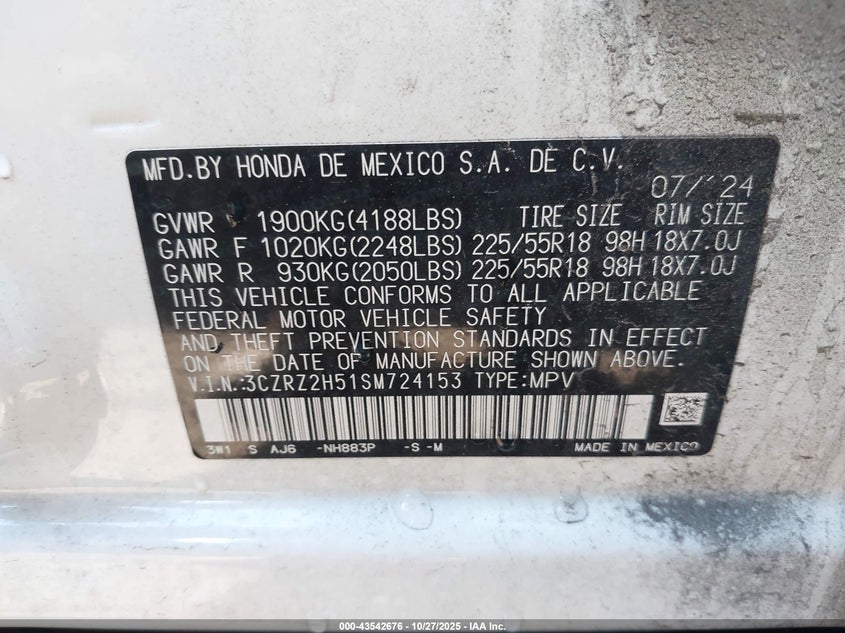 MFD.BY HONDA DE MEXICO S.A. DE C.V.
07/'24
GVWR 1900KG(4188LBS) TIRE SIZE RIM SIZE
GAWR F 1020KG(2248LBS) 225/55R18 98H 18X7.0J
GAWR R 930KG(2050LBS) 225/55R18 98H 18X7.0J
THIS VEHICLE CONFORMS TO ALL APPLICABLE
FEDERAL MOTOR VEHICLE SAFETY
AND THEFT PREVENTION STANDARDS IN EFFECT
ON THE DATE OF MANUFACTURE SHOWN ABOVE.
V.I.N.:3CZRZ2H51SM724153 TYPE:MPV
3W1 S AJ6 -NH883P -S -M MADE IN MEXICO
000-43542676 - 10/27/2025 - IAA Inc.